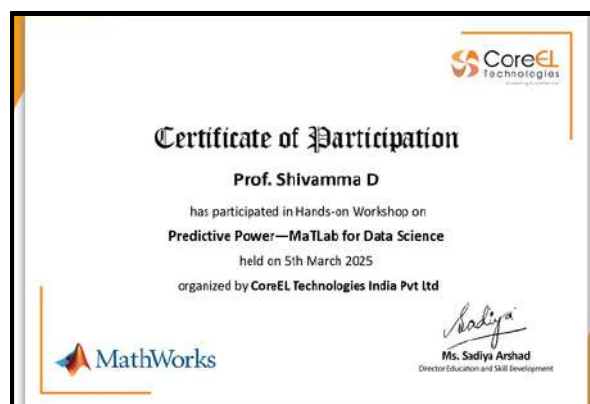 CoreEL
Technologies
Certificate of Participation
Prof. Shivamma D
has participated in Hands-on Workshop on
Predictive Power—MaTLab for Data Science
held on 5th March 2025
organized by CoreEL Technologies India Pvt Ltd
Sadiya
Ms. Sadiya Arshad
Director Education and Skill Development
MathWorks